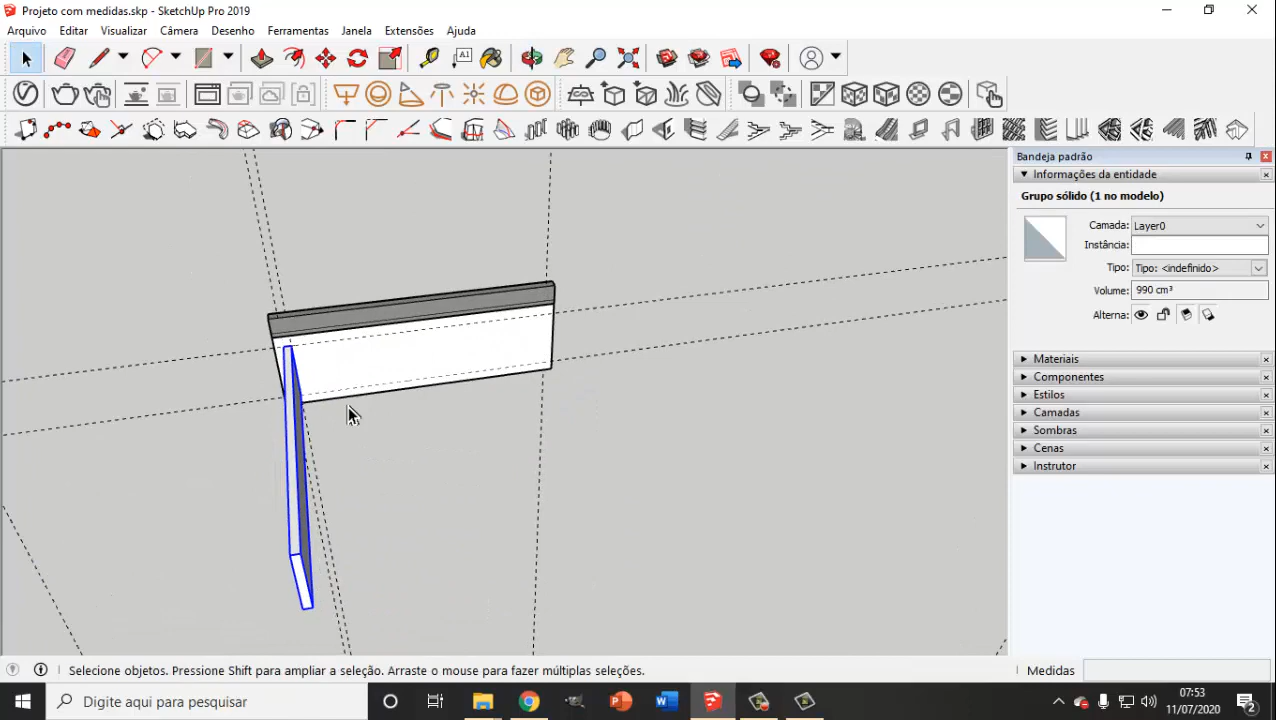 Projeto com medidas.skp - SketchUp Pro 2019
Arquivo Editar Visualizar Câmera Desenho Ferramentas Janela Extensões Ajuda
A1
Bandeja padrão
Informações da entidade
Grupo sólido (1 no modelo)
Camada: Layer0
Instância:
Tipo: Tipo: <indefinido>
Volume: 990 cm³
Alterna:
Materiais
Componentes
Estilos
Camadas
Sombras
Cenas
Instrutor
Selecione objetos. Pressione Shift para ampliar a seleção. Arraste o mouse para fazer múltiplas seleções. Medidas
Digite aqui para pesquisar
07:53
11/07/2020
2